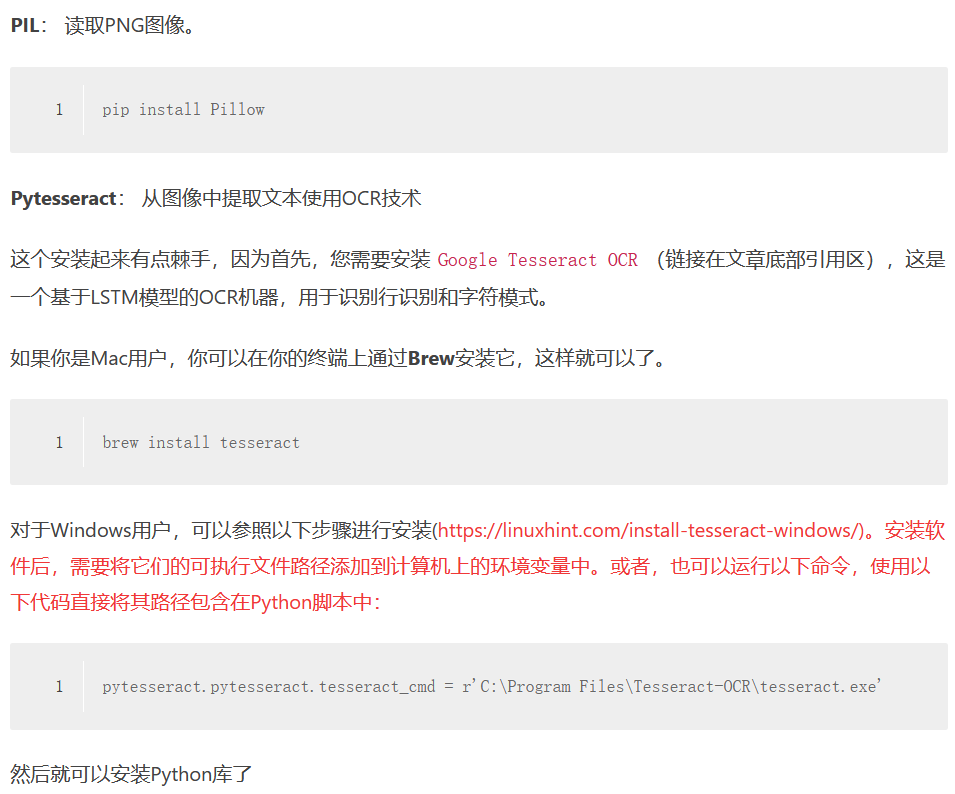 PIL： 读取PNG图像。
1 pip install Pillow
Pytesseract： 从图像中提取文本使用OCR技术
这个安装起来有点棘手，因为首先，您需要安装 Google Tesseract OCR （链接在文章底部引用区），这是
一个基于LSTM模型的OCR机器，用于识别行识别和字符模式。
如果你是Mac用户，你可以在你的终端上通过Brew安装它，这样就可以了。
1 brew install tesseract
对于Windows用户，可以参照以下步骤进行安装(https://linuxhint.com/install-tesseract-windows/)。安装软
件后，需要将它们的可执行文件路径添加到计算机上的环境变量中。或者，也可以运行以下命令，使用以
下代码直接将其路径包含在Python脚本中：
1 pytesseract.pytesseract.tesseract_cmd = r'C:\Program Files\Tesseract-OCR\tesseract.exe'
然后就可以安装Python库了